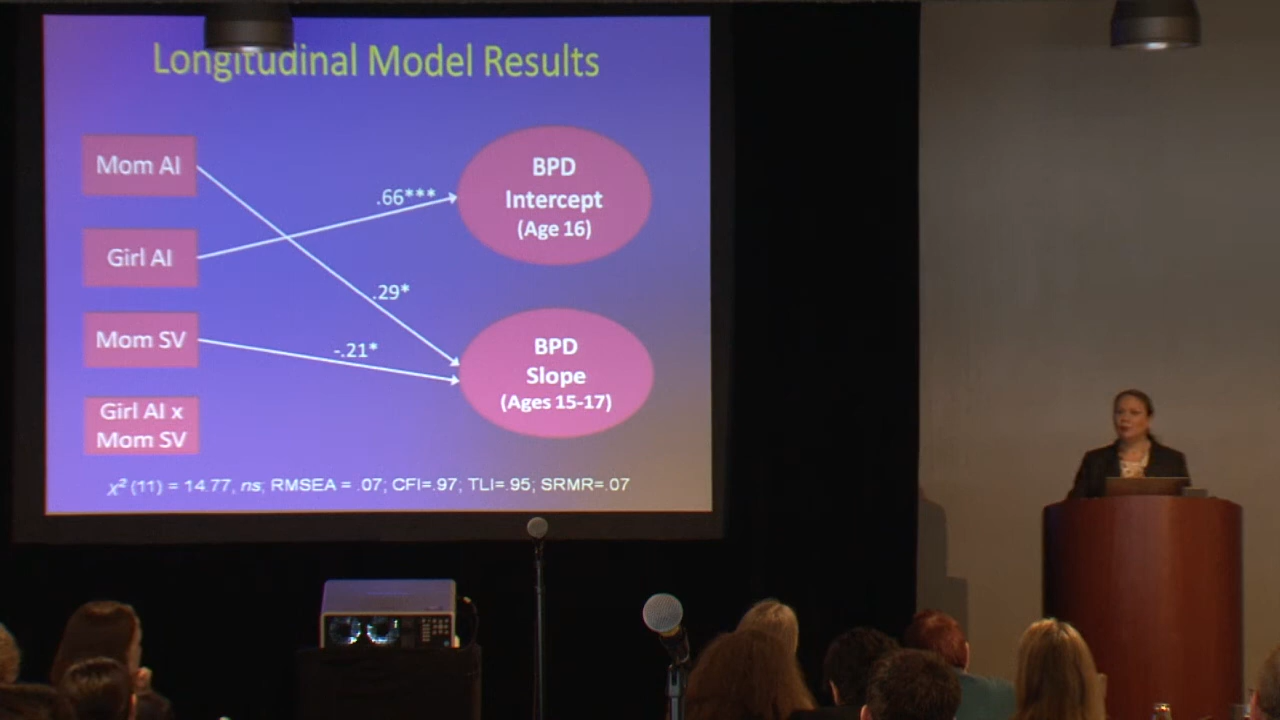 Longitudinal Model Results
Mom AI
Girl AI
Mom SV
Girl AI x
Mom SV
.66***
.29*
-.21*
BPD
Intercept
(Age 16)
BPD
Slope
(Ages 15-17)
χ² (11) = 14.77, ns; RMSEA = .07; CFI=.97; TLI=.95; SRMR=.07